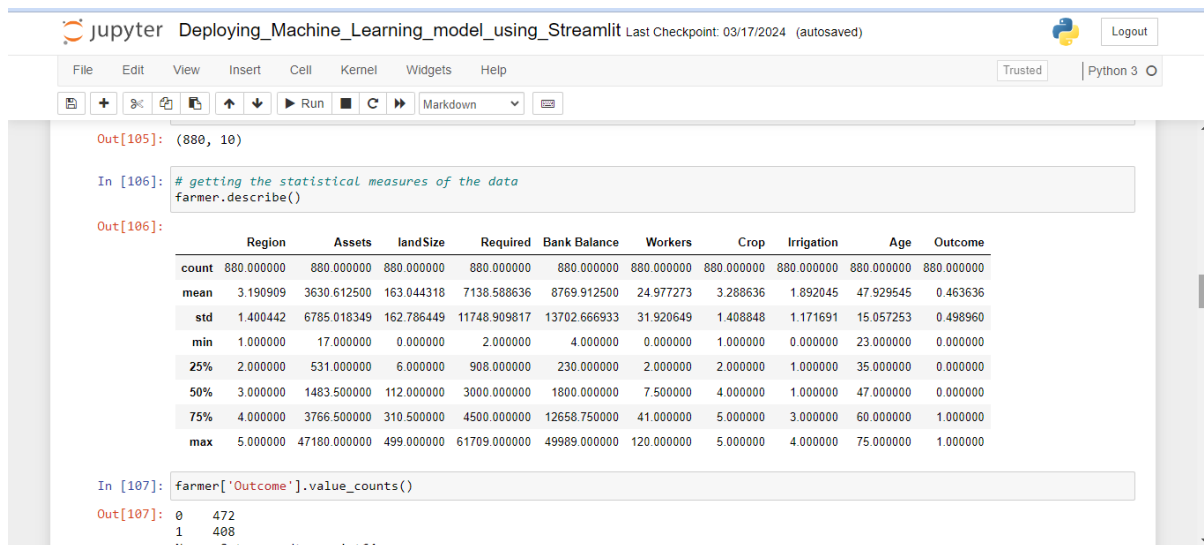 jupyter Deploying_Machine_Learning_model_using_Streamlit Last Checkpoint: 03/17/2024 (autosaved) Logout
File Edit View Insert Cell Kernel Widgets Help Trusted Python 3
Run Markdown
Out[105]: (880, 10)
In [106]: # getting the statistical measures of the data
farmer.describe()
Out[106]:
Region Assets landSize Required Bank Balance Workers Crop Irrigation Age Outcome
count 880.000000 880.000000 880.000000 880.000000 880.000000 880.000000 880.000000 880.000000 880.000000 880.000000
mean 3.190909 3630.612500 163.044318 7138.588636 8769.912500 24.977273 3.288636 1.892045 47.929545 0.463636
std 1.400442 6785.018349 162.786449 11748.909817 13702.666933 31.920649 1.408848 1.171691 15.057253 0.498960
min 1.000000 17.000000 0.000000 2.000000 4.000000 0.000000 1.000000 0.000000 23.000000 0.000000
25% 2.000000 531.000000 6.000000 908.000000 230.000000 2.000000 2.000000 1.000000 35.000000 0.000000
50% 3.000000 1483.500000 112.000000 3000.000000 1800.000000 7.500000 4.000000 1.000000 47.000000 0.000000
75% 4.000000 3766.500000 310.500000 4500.000000 12658.750000 41.000000 5.000000 3.000000 60.000000 1.000000
max 5.000000 47180.000000 499.000000 61709.000000 49989.000000 120.000000 5.000000 4.000000 75.000000 1.000000
In [107]: farmer['Outcome'].value_counts()
Out[107]: 0 472
1 408